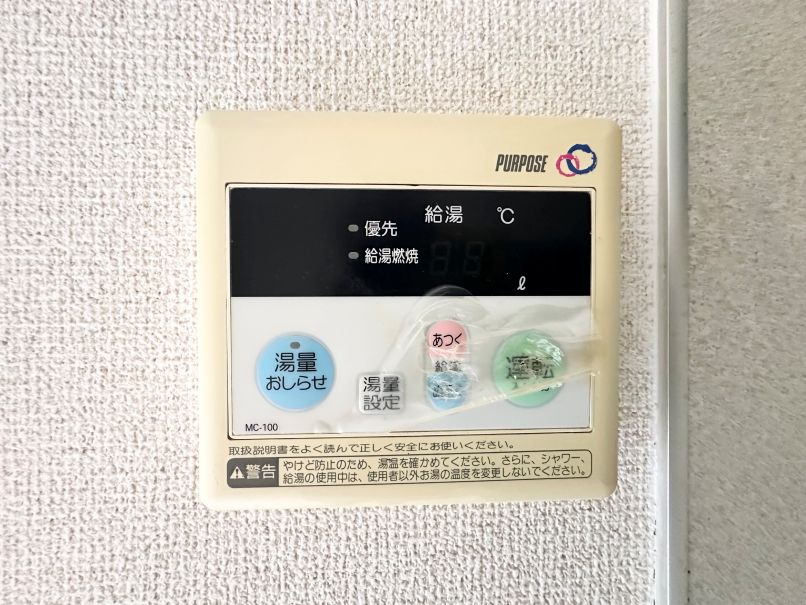 PURPOSE
給湯 ℃
優先
給湯燃焼
ℓ
あつく
湯量
おしらせ
湯量
設定
運転
MC-100
取扱説明書をよく読んで正しく安全にお使いください。
警告
やけど防止のため、湯温を確かめてください。さらに、シャワー、
給湯の使用中は、使用者以外お湯の温度を変更しないでください。